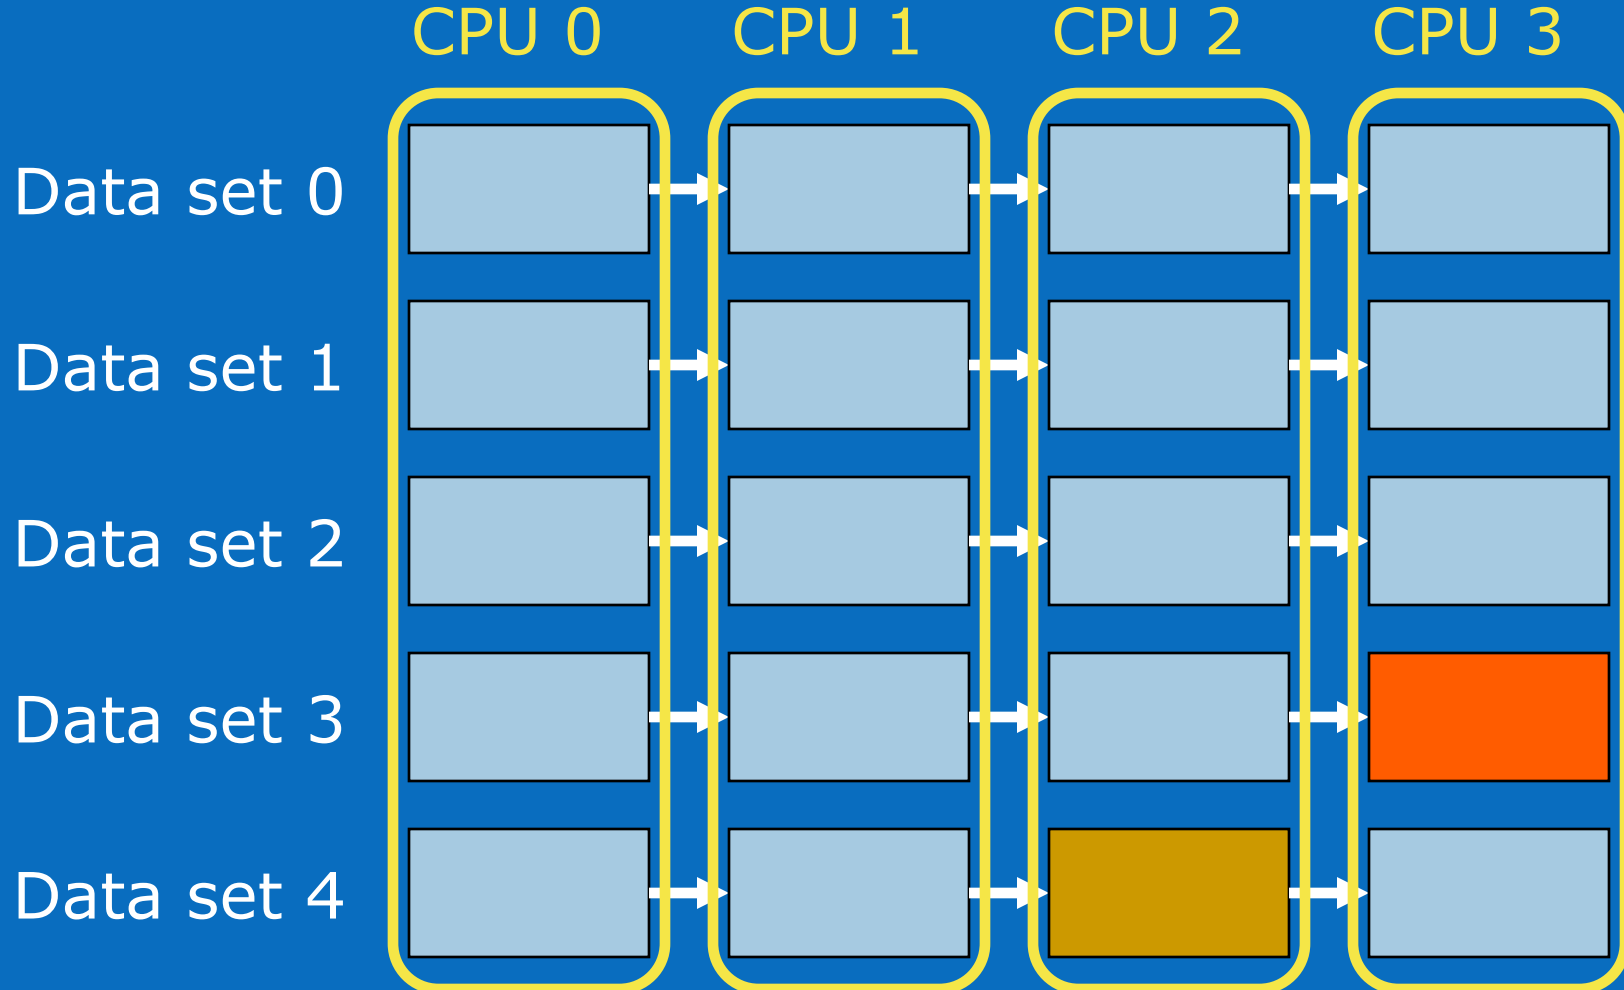 CPU 0 CPU 1 CPU 2 CPU 3
Data set 0
Data set 1
Data set 2
Data set 3
Data set 4